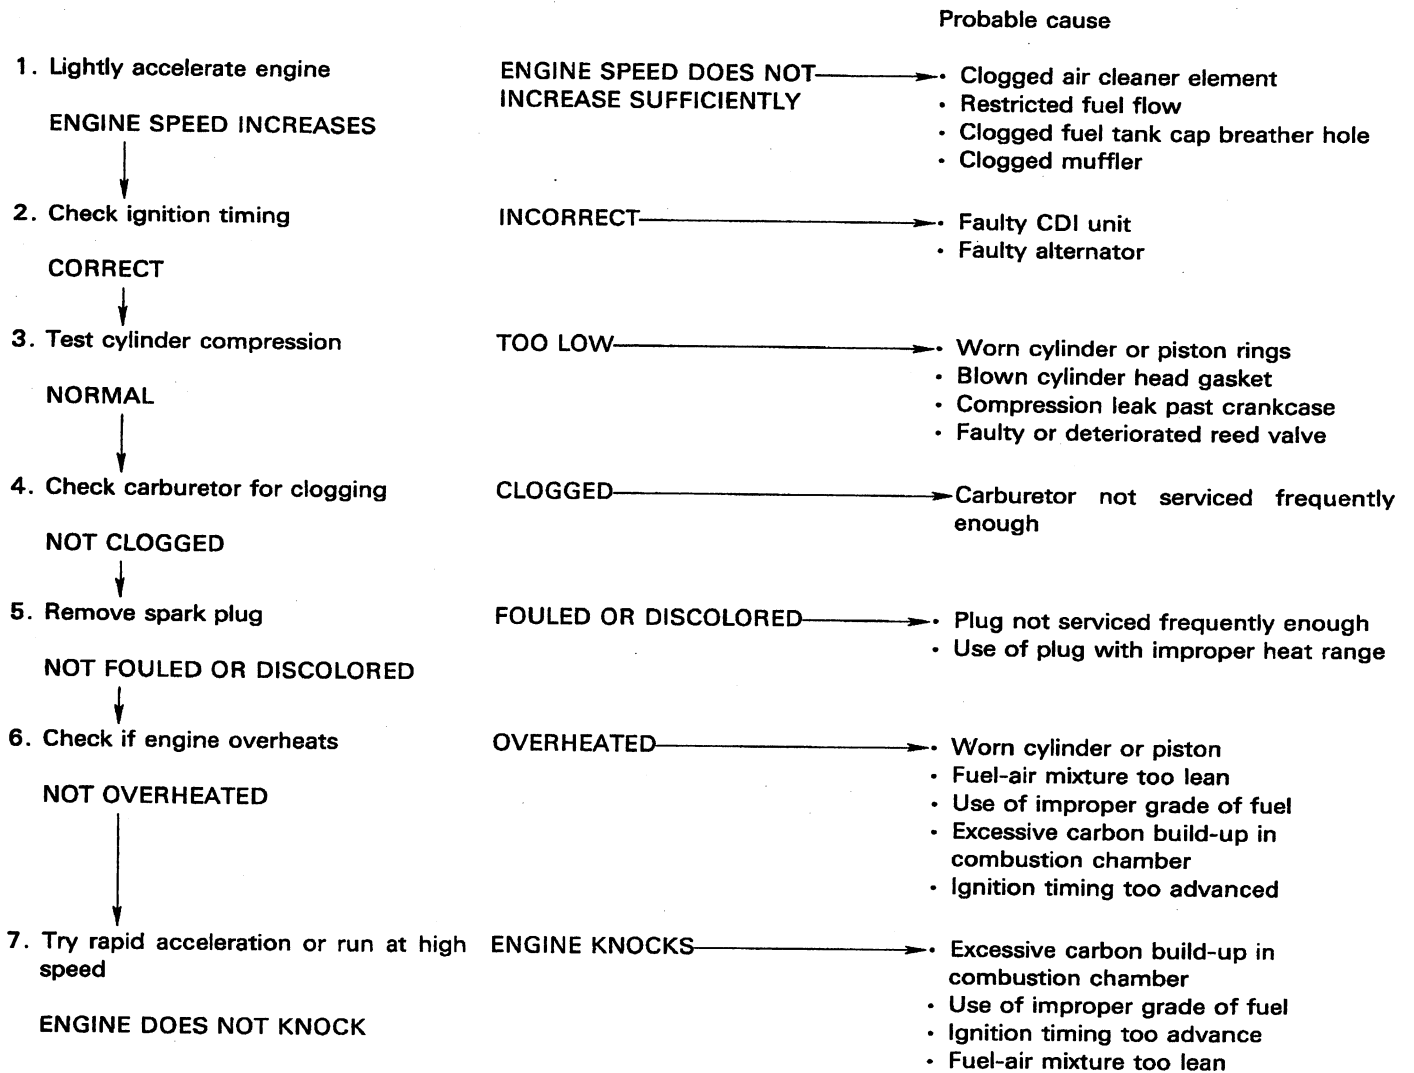 Probable cause
1. Lightly accelerate engine
ENGINE SPEED INCREASES
ENGINE SPEED DOES NOT
INCREASE SUFFICIENTLY
• Clogged air cleaner element
• Restricted fuel flow
• Clogged fuel tank cap breather hole
• Clogged muffler
2. Check ignition timing
CORRECT
INCORRECT
• Faulty CDI unit
• Faulty alternator
3. Test cylinder compression
NORMAL
TOO LOW
• Worn cylinder or piston rings
• Blown cylinder head gasket
• Compression leak past crankcase
• Faulty or deteriorated reed valve
4. Check carburetor for clogging
NOT CLOGGED
CLOGGED
Carburetor not serviced frequently
enough
5. Remove spark plug
NOT FOULED OR DISCOLORED
FOULED OR DISCOLORED
• Plug not serviced frequently enough
• Use of plug with improper heat range
6. Check if engine overheats
NOT OVERHEATED
OVERHEATED
• Worn cylinder or piston
• Fuel-air mixture too lean
• Use of improper grade of fuel
• Excessive carbon build-up in
combustion chamber
• Ignition timing too advanced
7. Try rapid acceleration or run at high
speed
ENGINE DOES NOT KNOCK
ENGINE KNOCKS
• Excessive carbon build-up in
combustion chamber
• Use of improper grade of fuel
• Ignition timing too advance
• Fuel-air mixture too lean